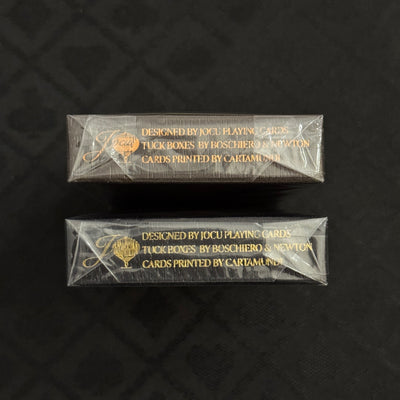 DESIGNED BY JOCU PLAYING CARDS
TUCK BOXES BY BOSCHIERO & NEWTON
CARDS PRINTED BY CARTAMUNDI
DESIGNED BY JOCU PLAYING CARDS
TUCK BOXES BY BOSCHIERO & NEWTON
CARDS PRINTED BY CARTAMUNDI